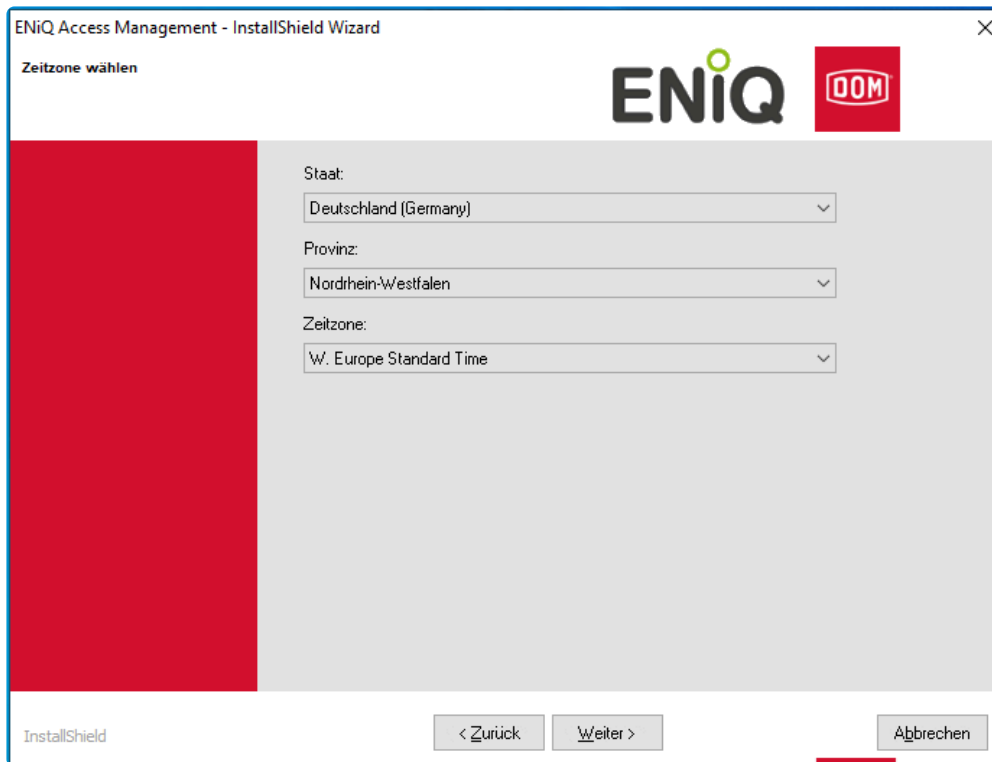 ENiQ Access Management - InstallShield Wizard
Zeitzone wählen
ENiQ
DOM
Staat:
Deutschland (Germany)
Provinz:
Nordrhein-Westfalen
Zeitzone:
W. Europe Standard Time
InstallShield
< Zurück
Weiter >
Abbrechen